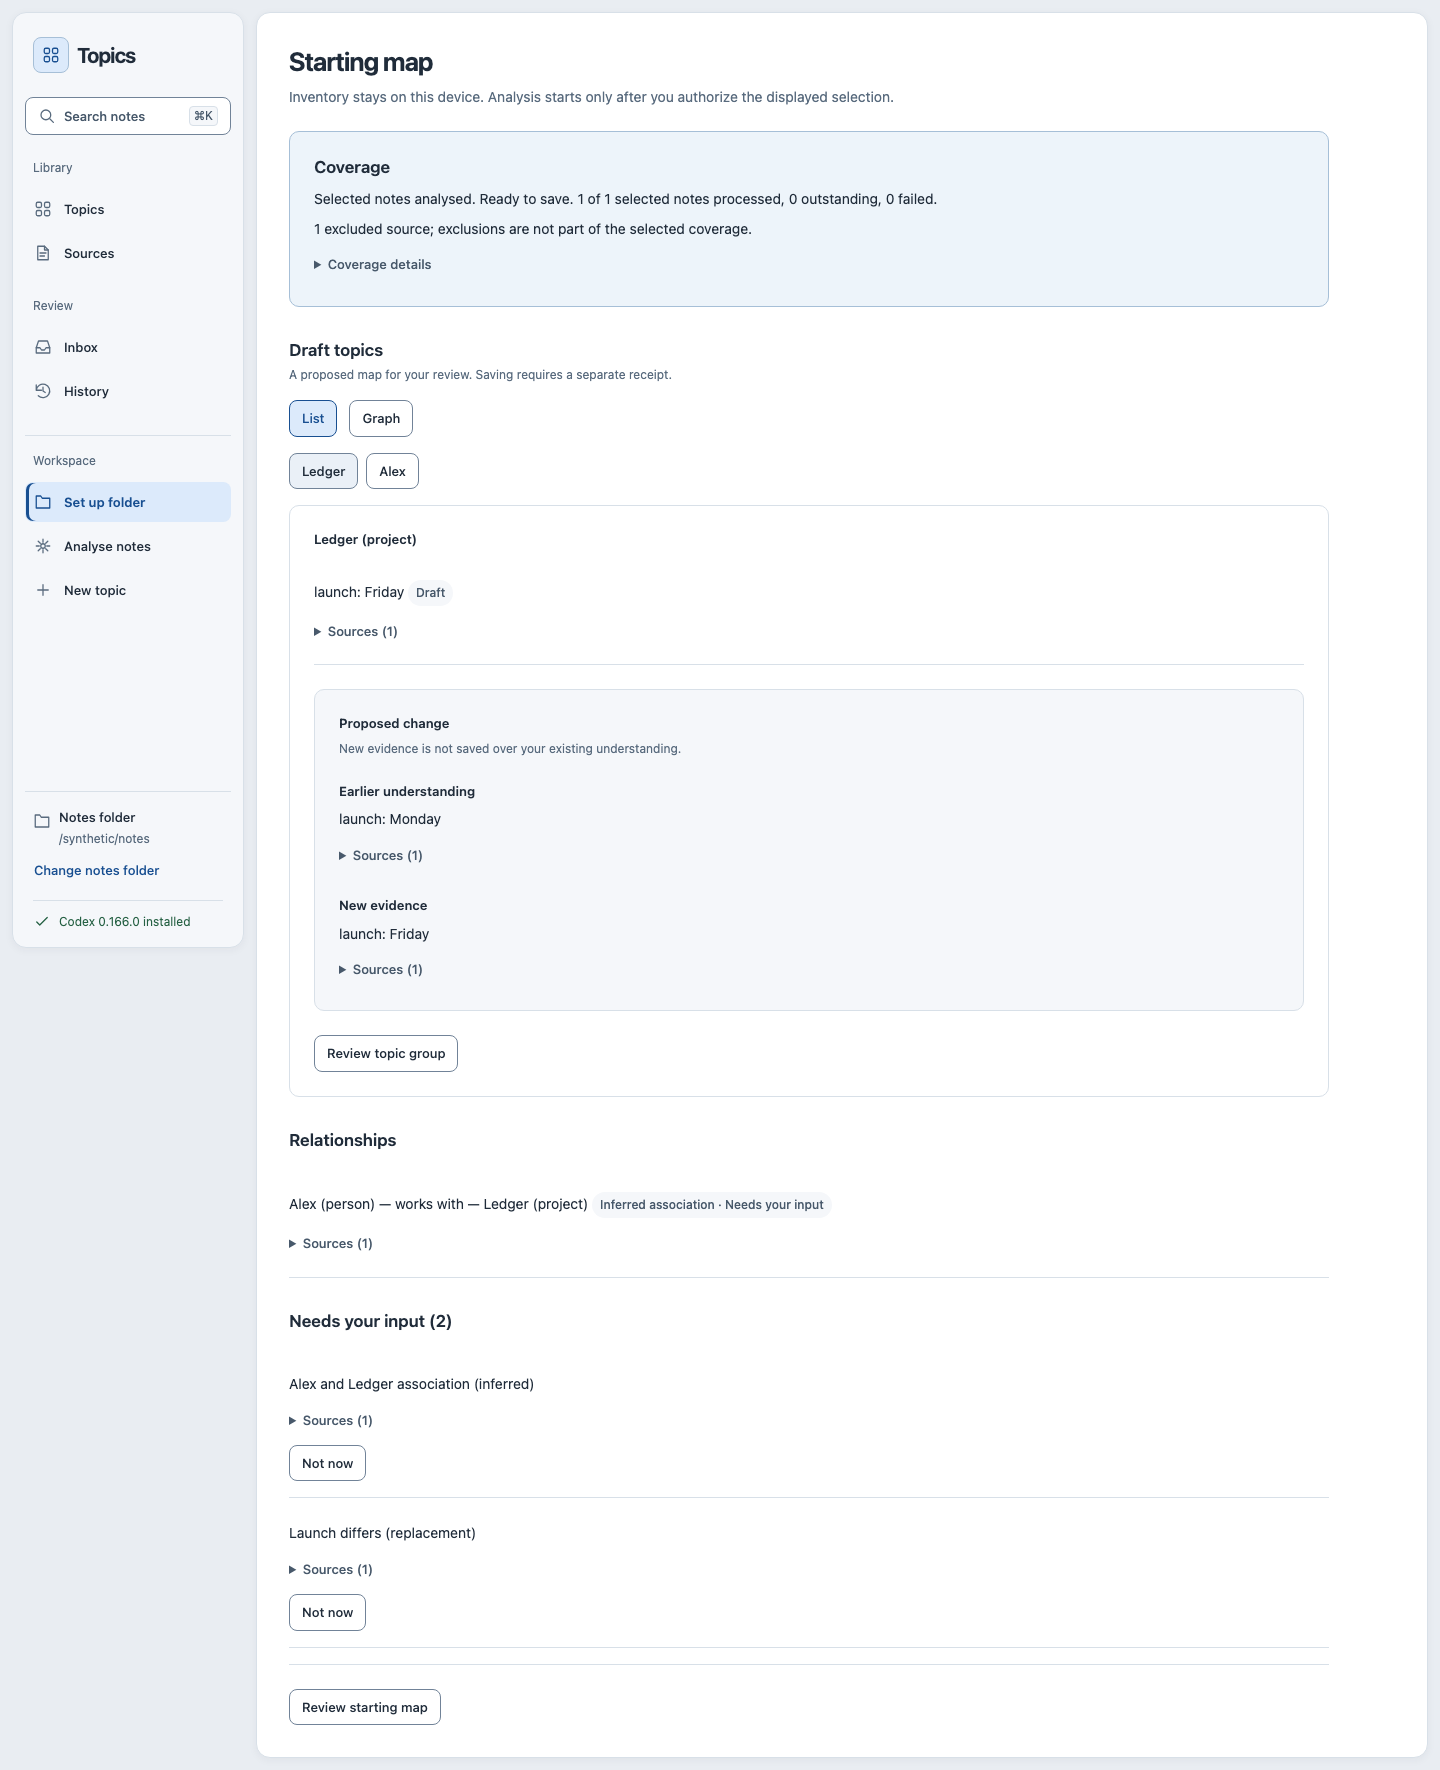 Topics
Search notes ⌘K
Library
Topics
Sources
Review
Inbox
History
Workspace
Set up folder
Analyse notes
New topic
Notes folder
/synthetic/notes
Change notes folder
Codex 0.166.0 installed
Starting map
Inventory stays on this device. Analysis starts only after you authorize the displayed selection.
Coverage
Selected notes analysed. Ready to save. 1 of 1 selected notes processed, 0 outstanding, 0 failed.
1 excluded source; exclusions are not part of the selected coverage.
Coverage details
Draft topics
A proposed map for your review. Saving requires a separate receipt.
List Graph
Ledger Alex
Ledger (project)
launch: Friday Draft
Sources (1)
Proposed change
New evidence is not saved over your existing understanding.
Earlier understanding
launch: Monday
Sources (1)
New evidence
launch: Friday
Sources (1)
Review topic group
Relationships
Alex (person) — works with — Ledger (project) Inferred association · Needs your input
Sources (1)
Needs your input (2)
Alex and Ledger association (inferred)
Sources (1)
Not now
Launch differs (replacement)
Sources (1)
Not now
Review starting map